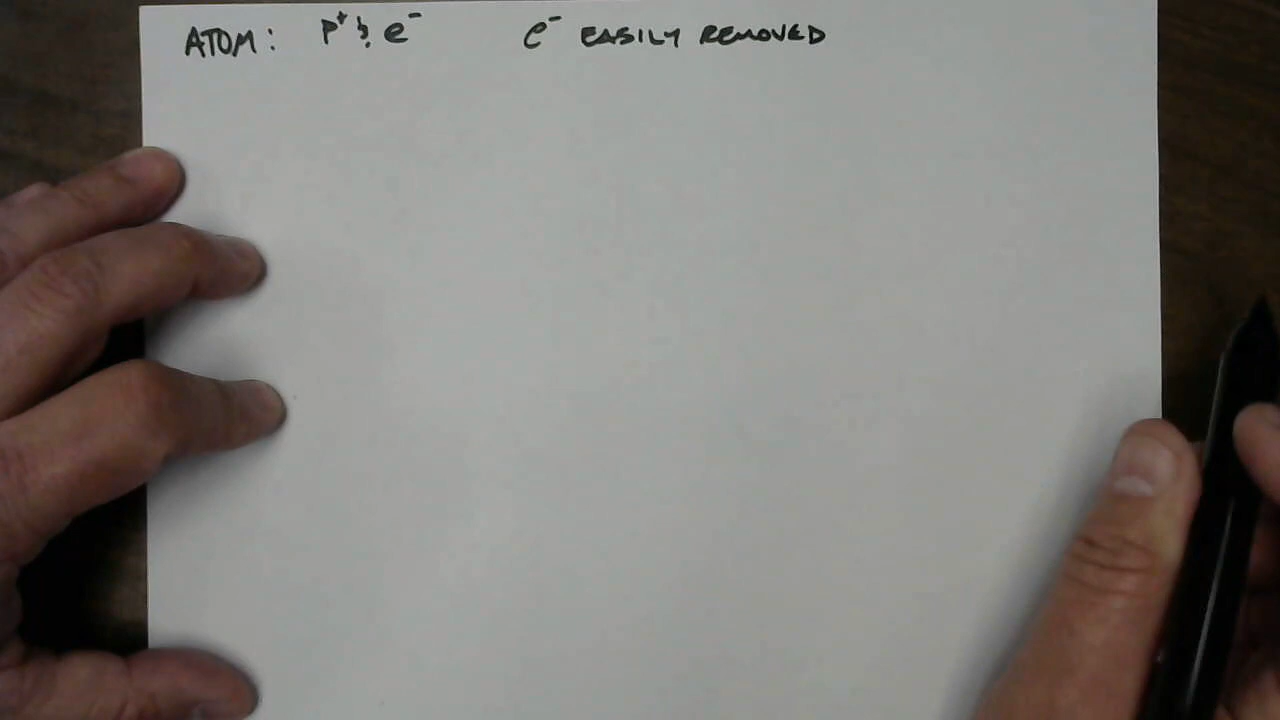 ATOM: P⁺ & e⁻ e⁻ EASILY REMOVED